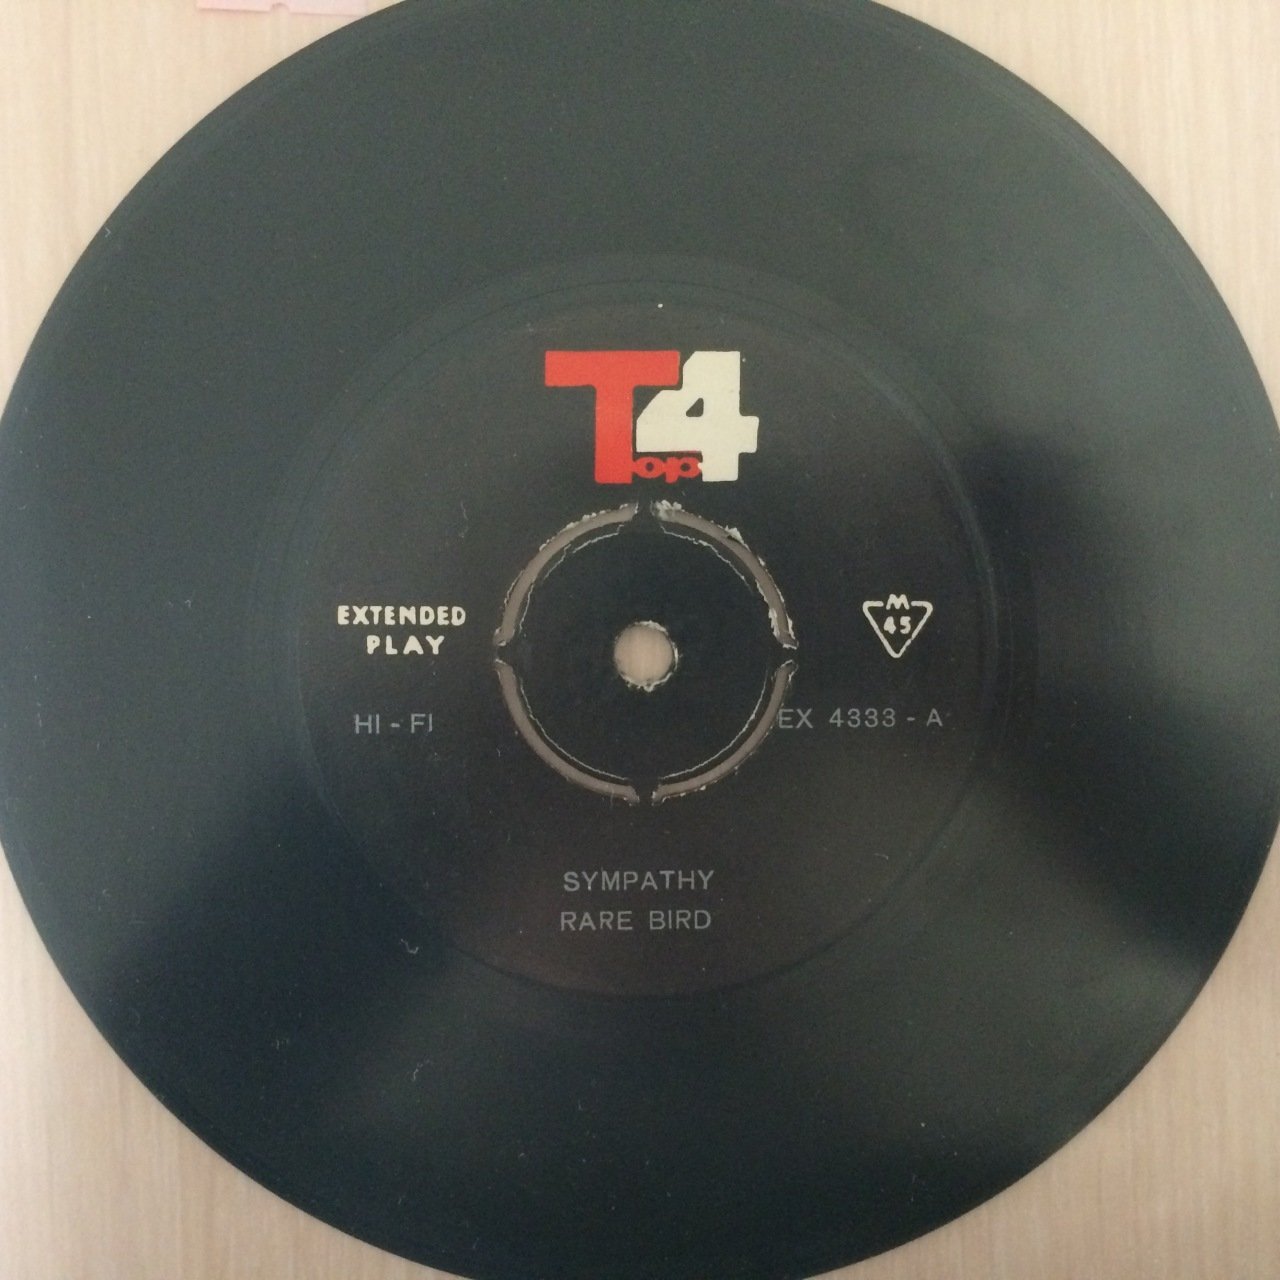 Top4
EXTENDED
PLAY
M
45
HI - FI
EX 4333 - A
SYMPATHY
RARE BIRD